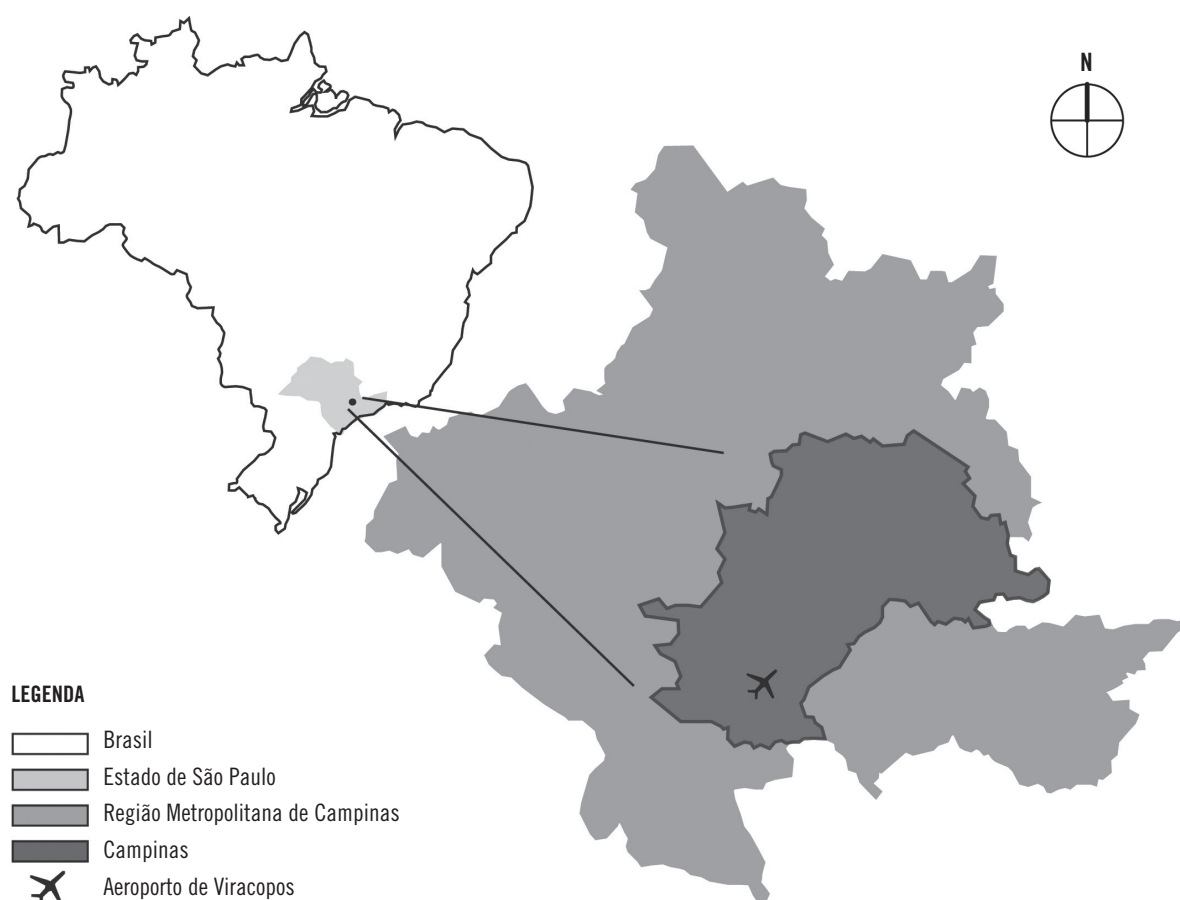 N
LEGENDA
Brasil
Estado de São Paulo
Região Metropolitana de Campinas
Campinas
Aeroporto de Viracopos